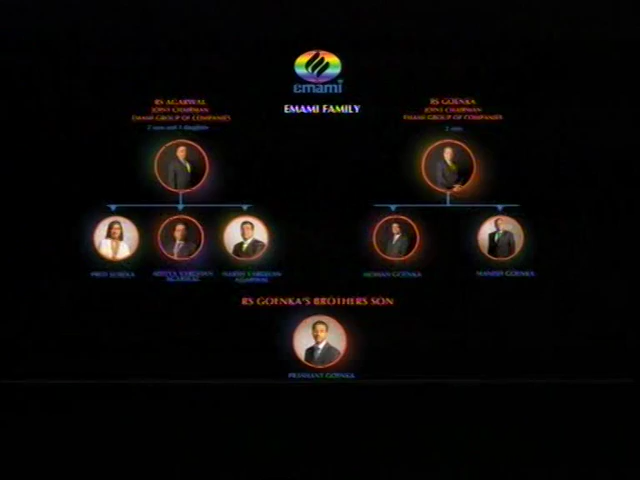 emami
EMAMI FAMILY
RS AGARWAL
JOINT CHAIRMAN
EMAMI GROUP OF COMPANIES
2 sons and 1 daughter
RS GOENKA
JOINT CHAIRMAN
EMAMI GROUP OF COMPANIES
2 sons
PRITI SUREKA
ADITYA VARDHAN
AGARWAL
HARSH VARDHAN
AGARWAL
MOHAN GOENKA
MANISH GOENKA
RS GOENKA'S BROTHERS SON
PRASHANT GOENKA